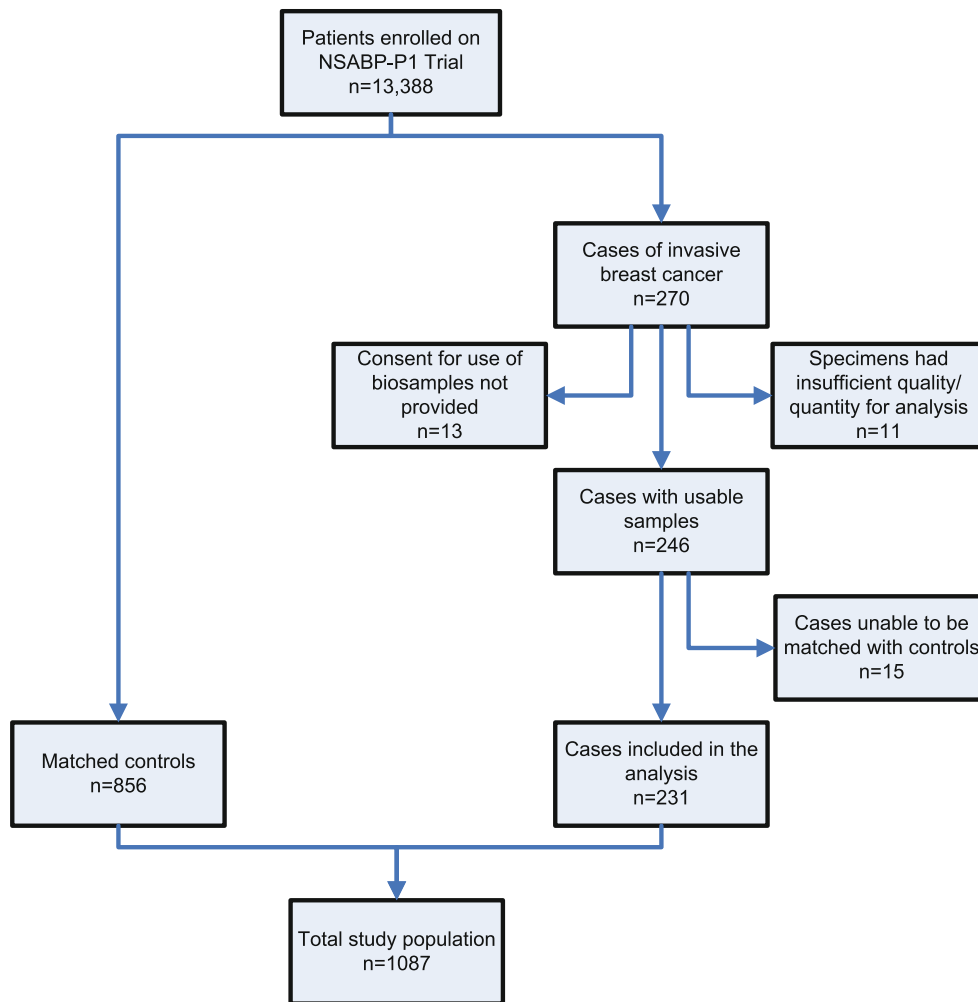 Patients enrolled on
NSABP-P1 Trial
n=13,388
Cases of invasive
breast cancer
n=270
Consent for use of
biosamples not
provided
n=13
Specimens had
insufficient quality/
quantity for analysis
n=11
Cases with usable
samples
n=246
Cases unable to be
matched with controls
n=15
Matched controls
n=856
Cases included in the
analysis
n=231
Total study population
n=1087